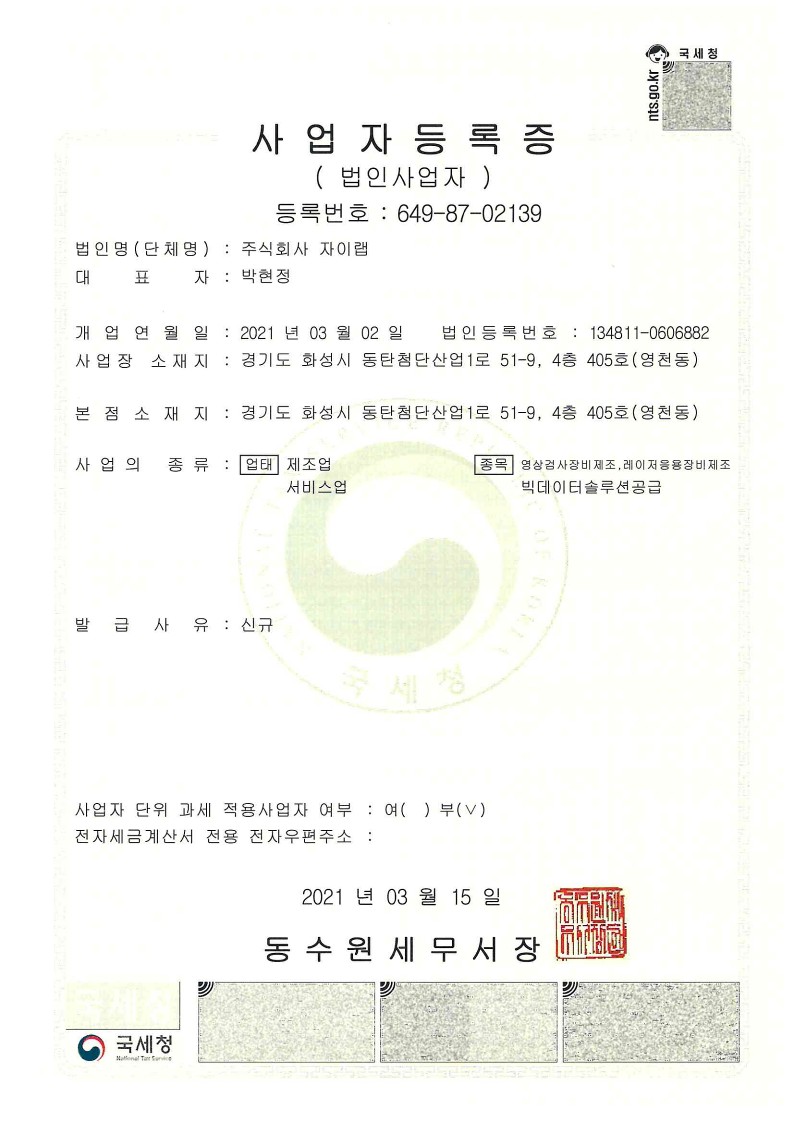 국세청
nts.go.kr
사업자등록증
( 법인사업자 )
등록번호 : 649-87-02139
법인명(단체명) : 주식회사 자이랩
대 표 자 : 박현정
개 업 연 월 일 : 2021 년 03 월 02 일 법인등록번호 : 134811-0606882
사업장 소재지 : 경기도 화성시 동탄첨단산업1로 51-9, 4층 405호(영천동)
본 점 소 재 지 : 경기도 화성시 동탄첨단산업1로 51-9, 4층 405호(영천동)
사 업 의 종 류 : 업태 제조업 종목 영상검사장비제조,레이저응용장비제조
서비스업 빅데이터솔루션공급
발 급 사 유 : 신규
국세청
사업자 단위 과세 적용사업자 여부 : 여( ) 부(∨)
전자세금계산서 전용 전자우편주소 :
2021 년 03 월 15 일
동수원세무서장
국세청
National Tax Service